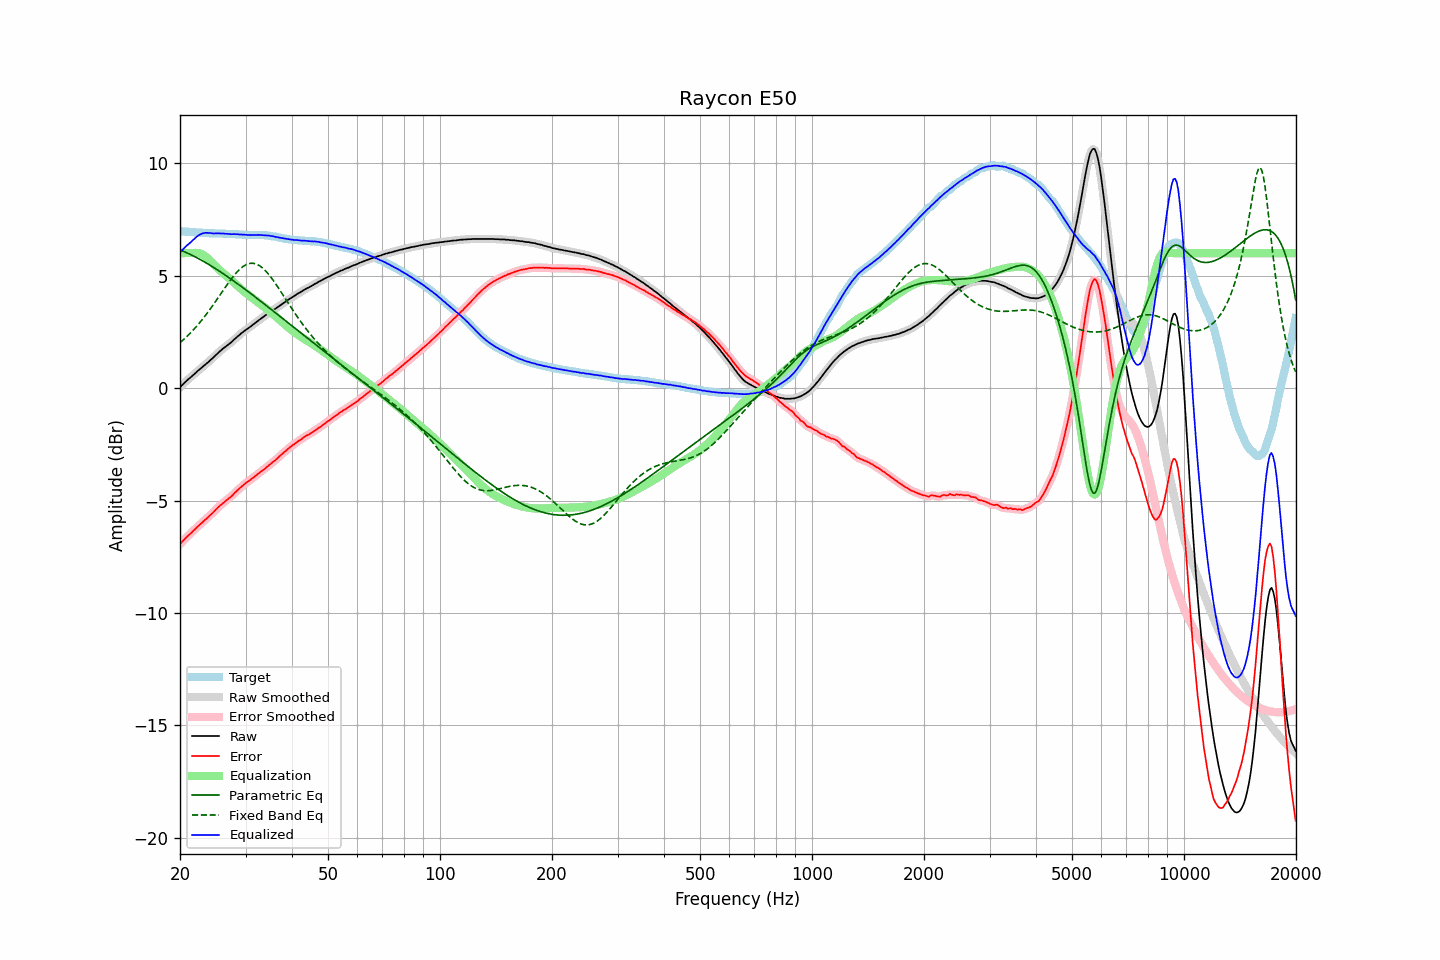 Raycon E50
10
5
0
−5
−10
−15
−20
Amplitude (dBr)
Target
Raw Smoothed
Error Smoothed
Raw
Error
Equalization
Parametric Eq
Fixed Band Eq
Equalized
20 50 100 200 500 1000 2000 5000 10000 20000
Frequency (Hz)